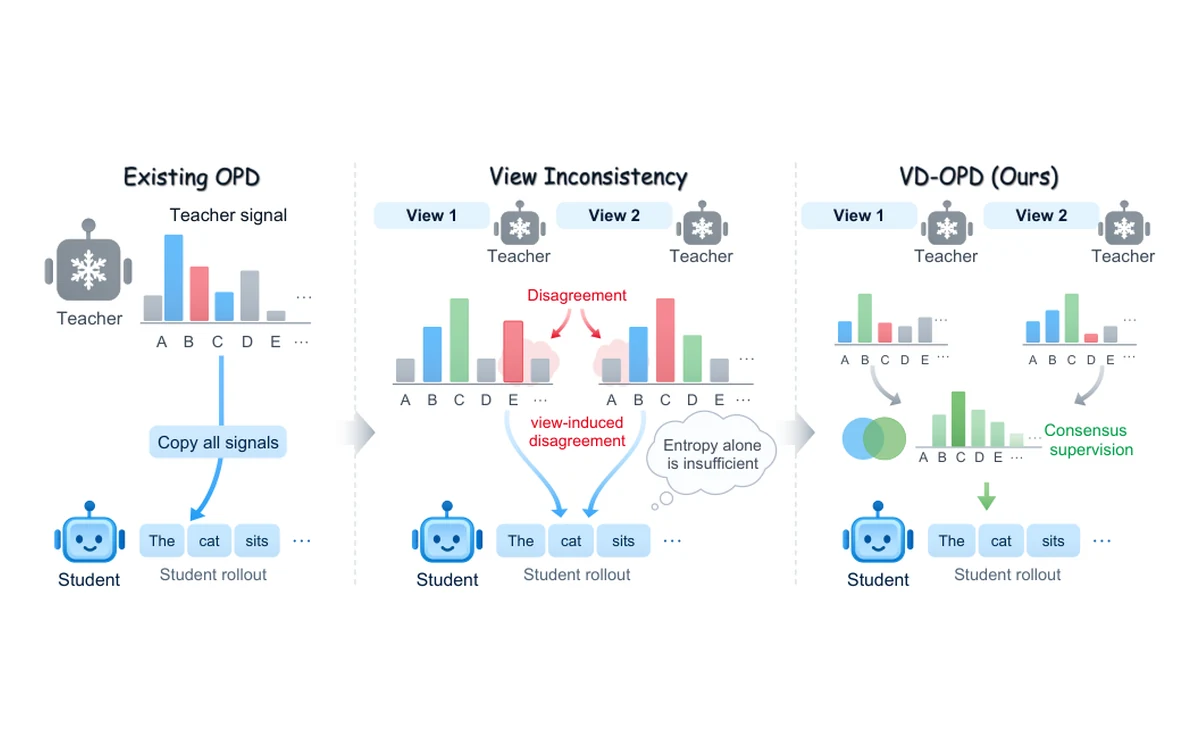 Existing OPD
Teacher signal
Teacher
A B C D E ...
...
Copy all signals
The cat sits ...
Student
Student rollout
View Inconsistency
View 1
View 2
Teacher
Teacher
Disagreement
...
A B C D E ...
A B C D E ...
view-induced
disagreement
Entropy alone
is insufficient
The cat sits ...
Student
Student rollout
VD-OPD (Ours)
View 1
View 2
Teacher
Teacher
...
A B C D E ...
...
A B C D E ...
...
A B C D E ...
Consensus
supervision
The cat sits ...
Student
Student rollout